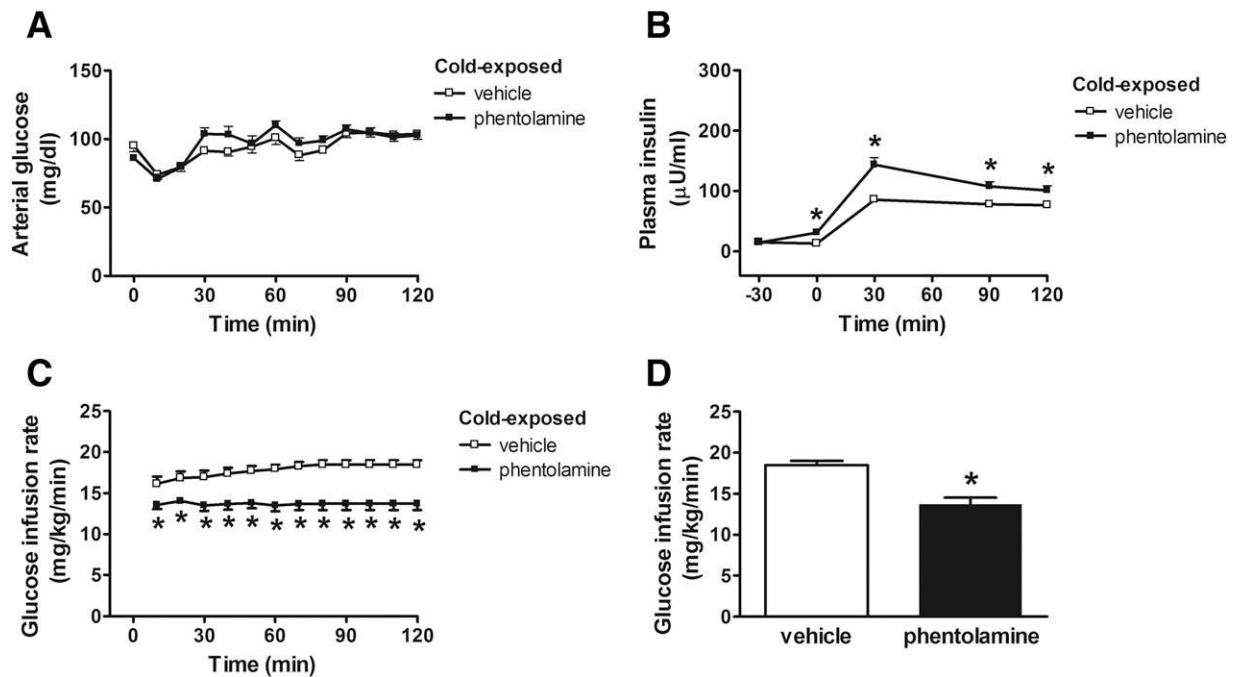 A
Arterial glucose
(mg/dl)
150
100
50
0
0 30 60 90 120
Time (min)
Cold-exposed
vehicle
phentolamine
B
Plasma insulin
(μU/ml)
300
200
100
0
-30 0 30 60 90 120
Time (min)
* * * *
Cold-exposed
vehicle
phentolamine
C
Glucose infusion rate
(mg/kg/min)
25
20
15
10
5
0
* * * * * * * * * * * *
0 30 60 90 120
Time (min)
Cold-exposed
vehicle
phentolamine
D
Glucose infusion rate
(mg/kg/min)
25
20
15
10
5
0
*
vehicle phentolamine